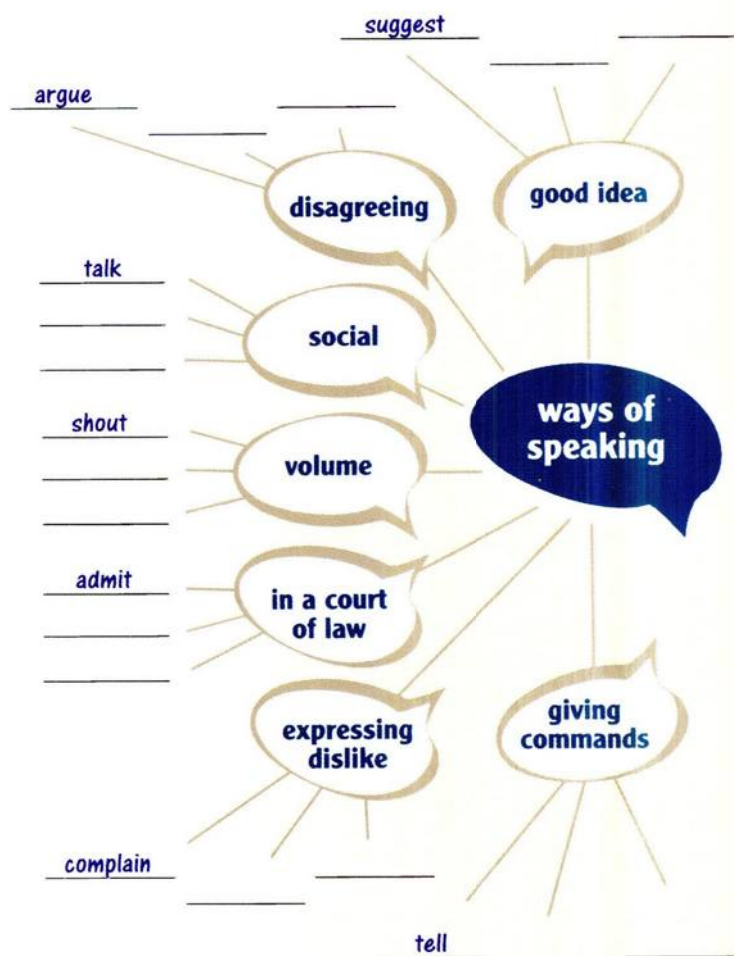 suggest
argue
disagreeing
good idea
talk
social
ways of
speaking
shout
volume
admit
in a court
of law
expressing
dislike
giving
commands
complain
tell